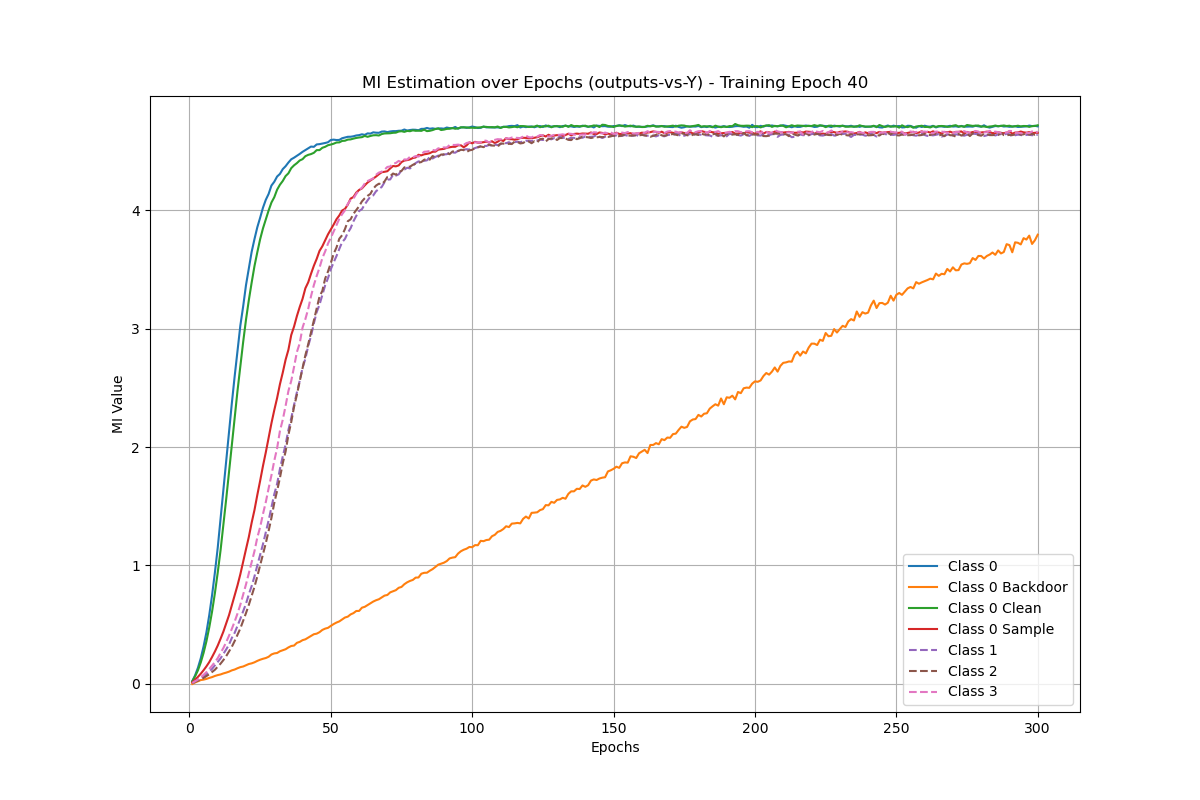 MI Estimation over Epochs (outputs-vs-Y) - Training Epoch 40
MI Value
4
3
2
1
0
0 50 100 150 200 250 300
Epochs
Class 0
Class 0 Backdoor
Class 0 Clean
Class 0 Sample
Class 1
Class 2
Class 3